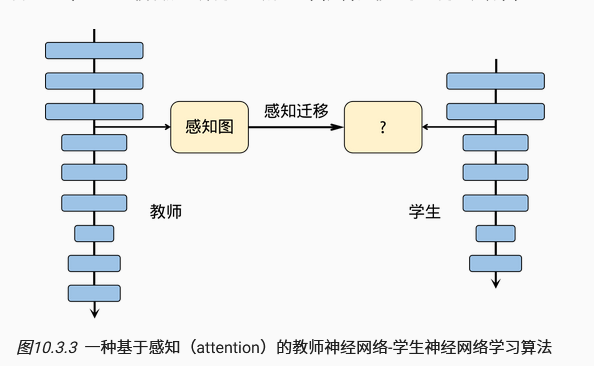 感知图
感知迁移
?
教师
学生
图10.3.3 一种基于感知（attention）的教师神经网络-学生神经网络学习算法